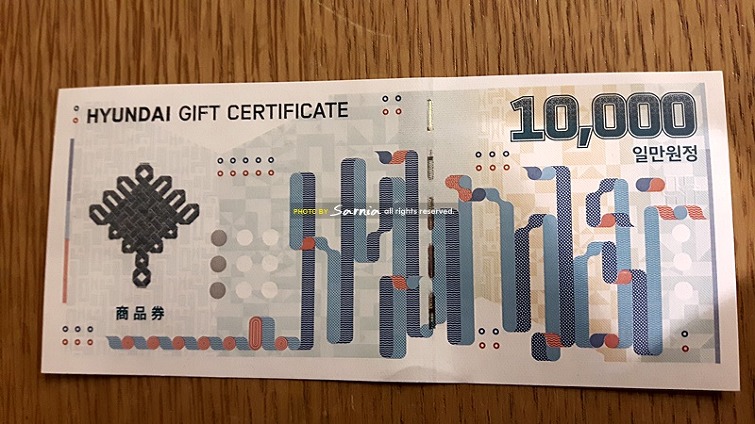 HYUNDAI GIFT CERTIFICATE
10,000
일만원정
PHOTO BY Sarnia all rights reserved.
商品券